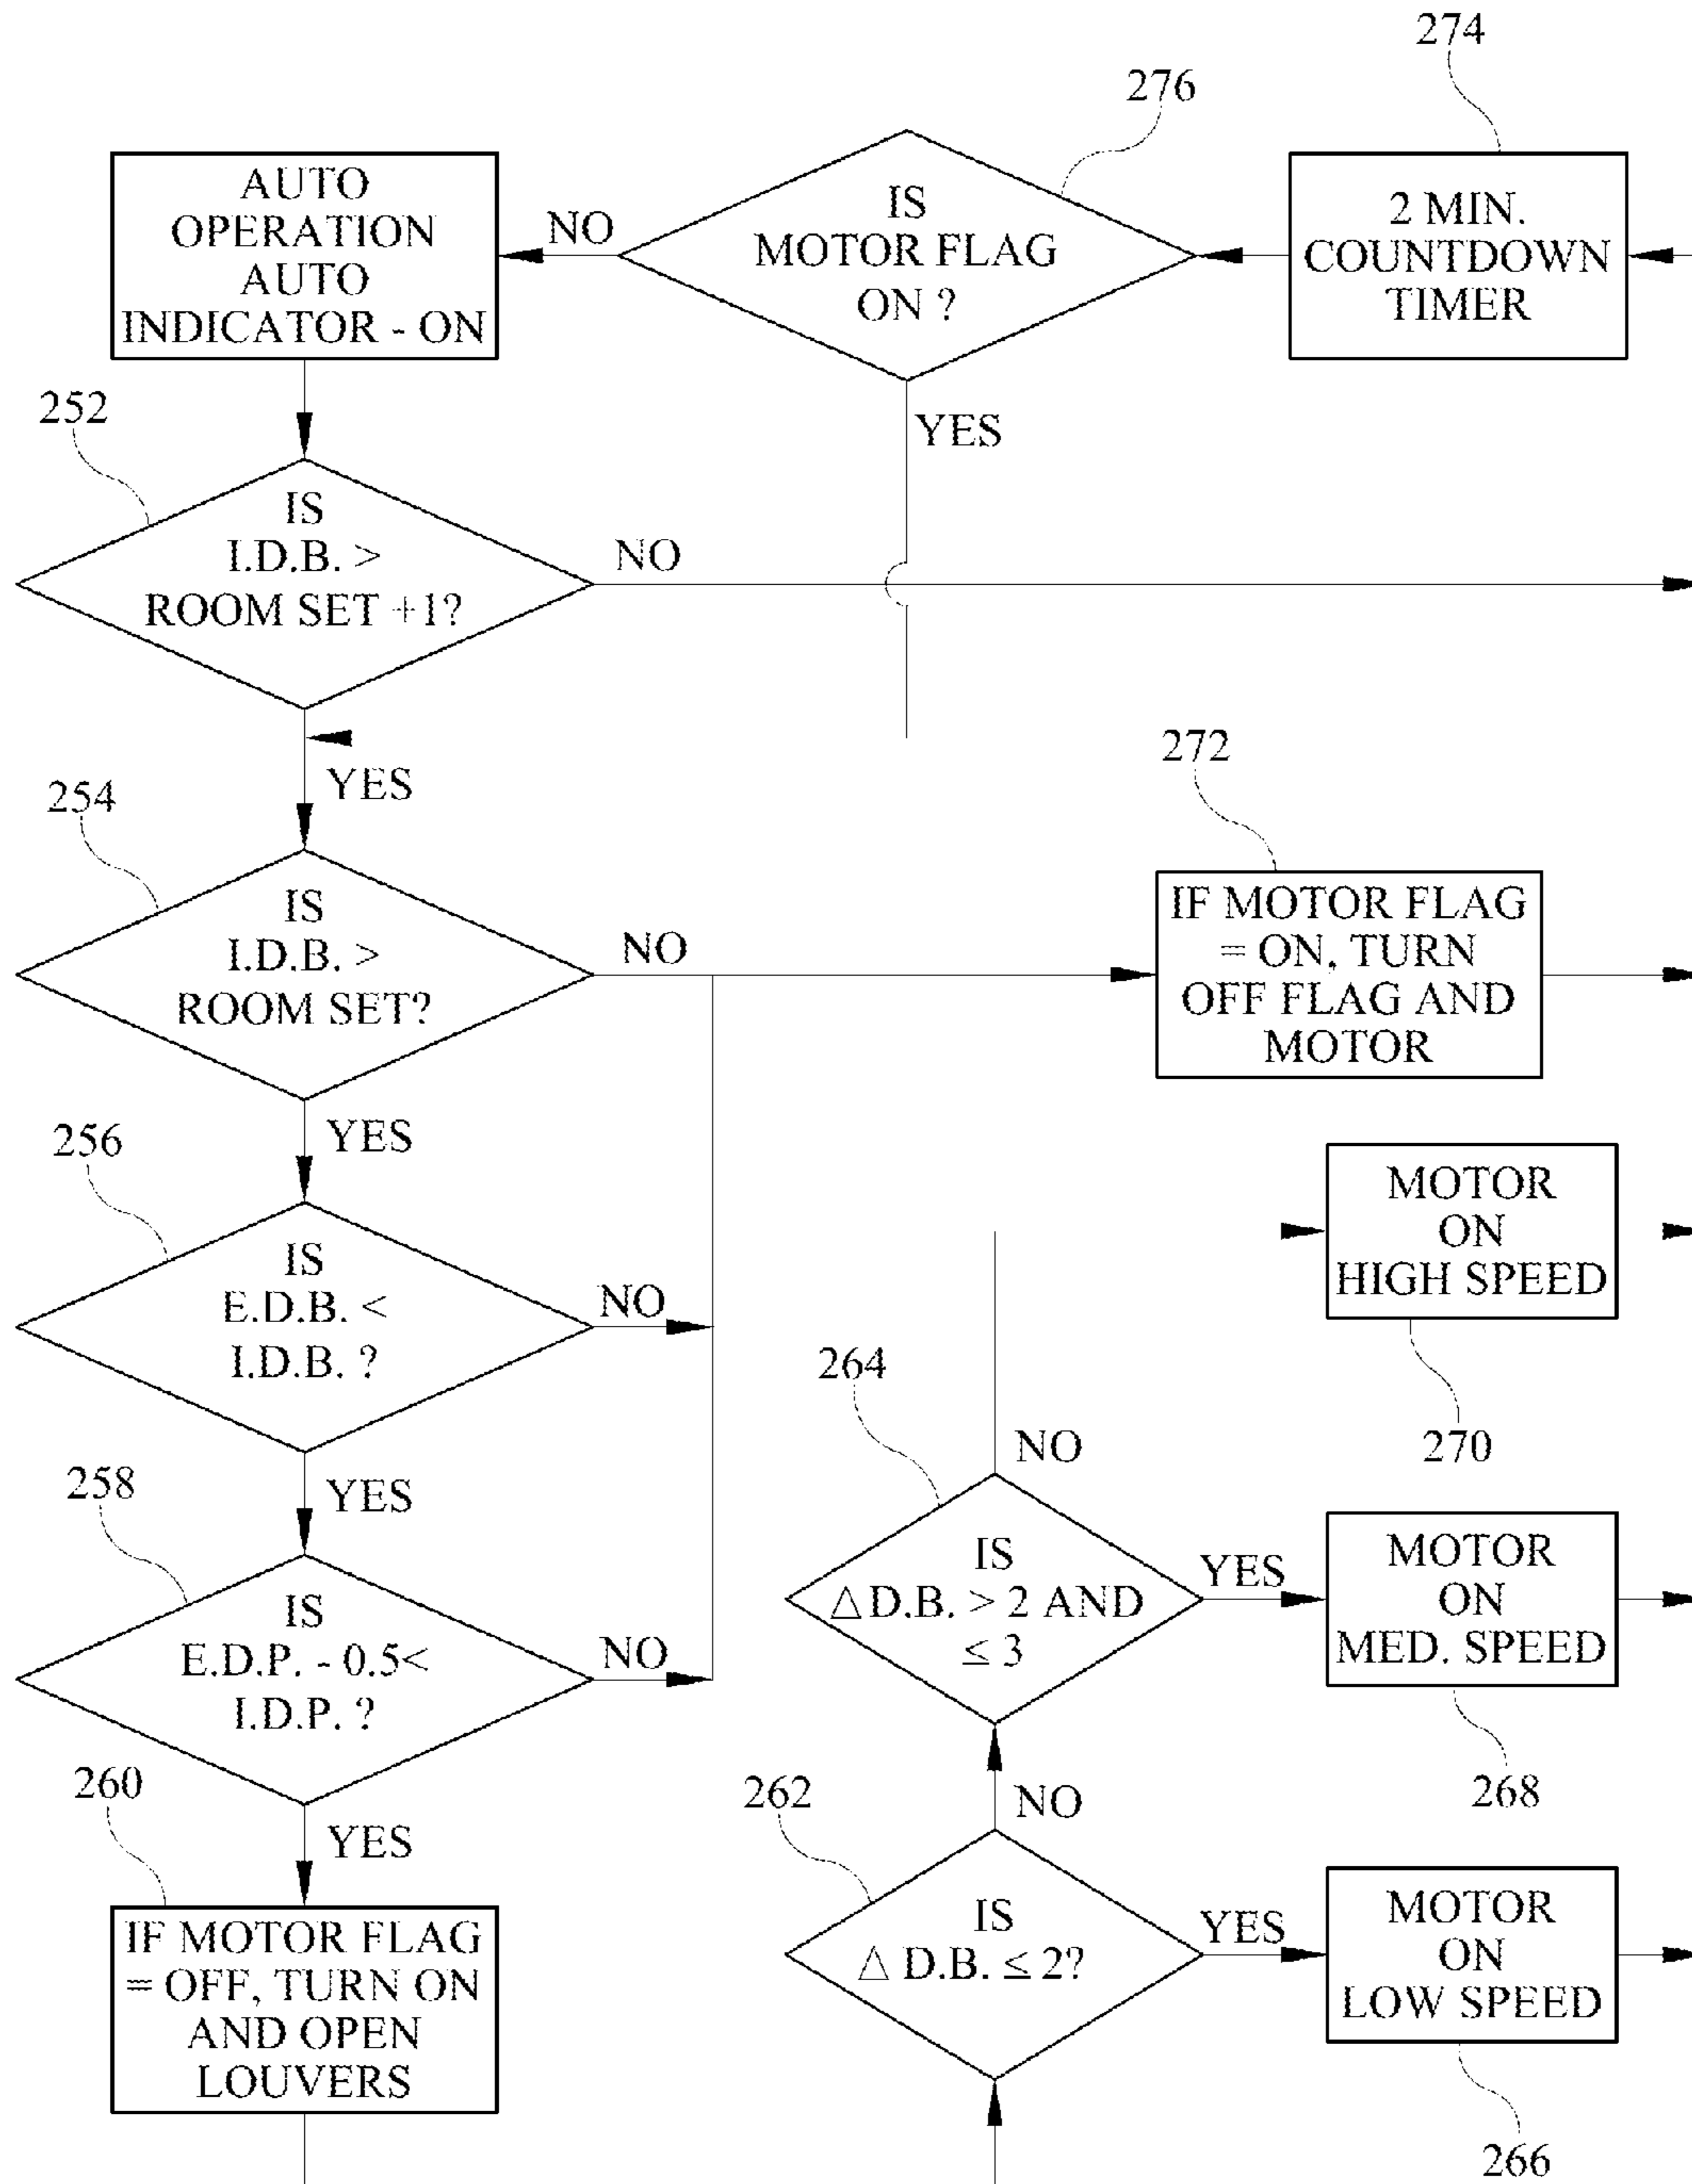 274
276
AUTO
OPERATION
AUTO
INDICATOR - ON
NO
IS
MOTOR FLAG
ON ?
2 MIN.
COUNTDOWN
TIMER
YES
252
IS
I.D.B. >
ROOM SET +1?
NO
YES
254
IS
I.D.B. >
ROOM SET?
NO
272
IF MOTOR FLAG
= ON, TURN
OFF FLAG AND
MOTOR
YES
256
IS
E.D.B. <
I.D.B. ?
NO
MOTOR
ON
HIGH SPEED
270
YES
258
IS
E.D.P. - 0.5<
I.D.P. ?
NO
264
NO
IS
△ D.B. > 2 AND
≤ 3
YES
MOTOR
ON
MED. SPEED
268
YES
260
IF MOTOR FLAG
= OFF, TURN ON
AND OPEN
LOUVERS
262
NO
IS
△ D.B. ≤ 2?
YES
MOTOR
ON
LOW SPEED
266